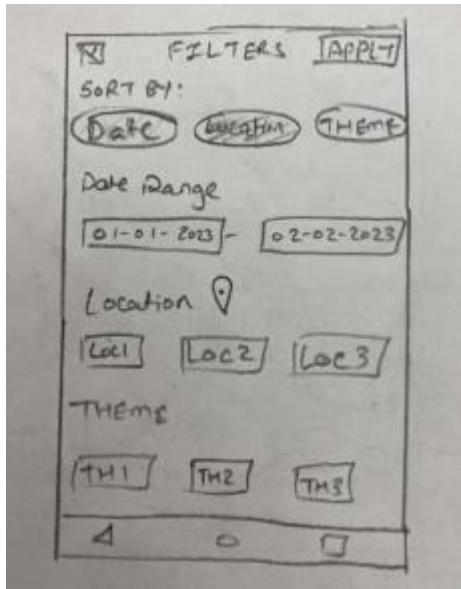 X FILTERS APPLY
SORT BY:
Date Location THEME
Date Range
01-01-2023 - 02-02-2023
Location
Loc1 Loc2 Loc3
THEME
TH1 TH2 TH3